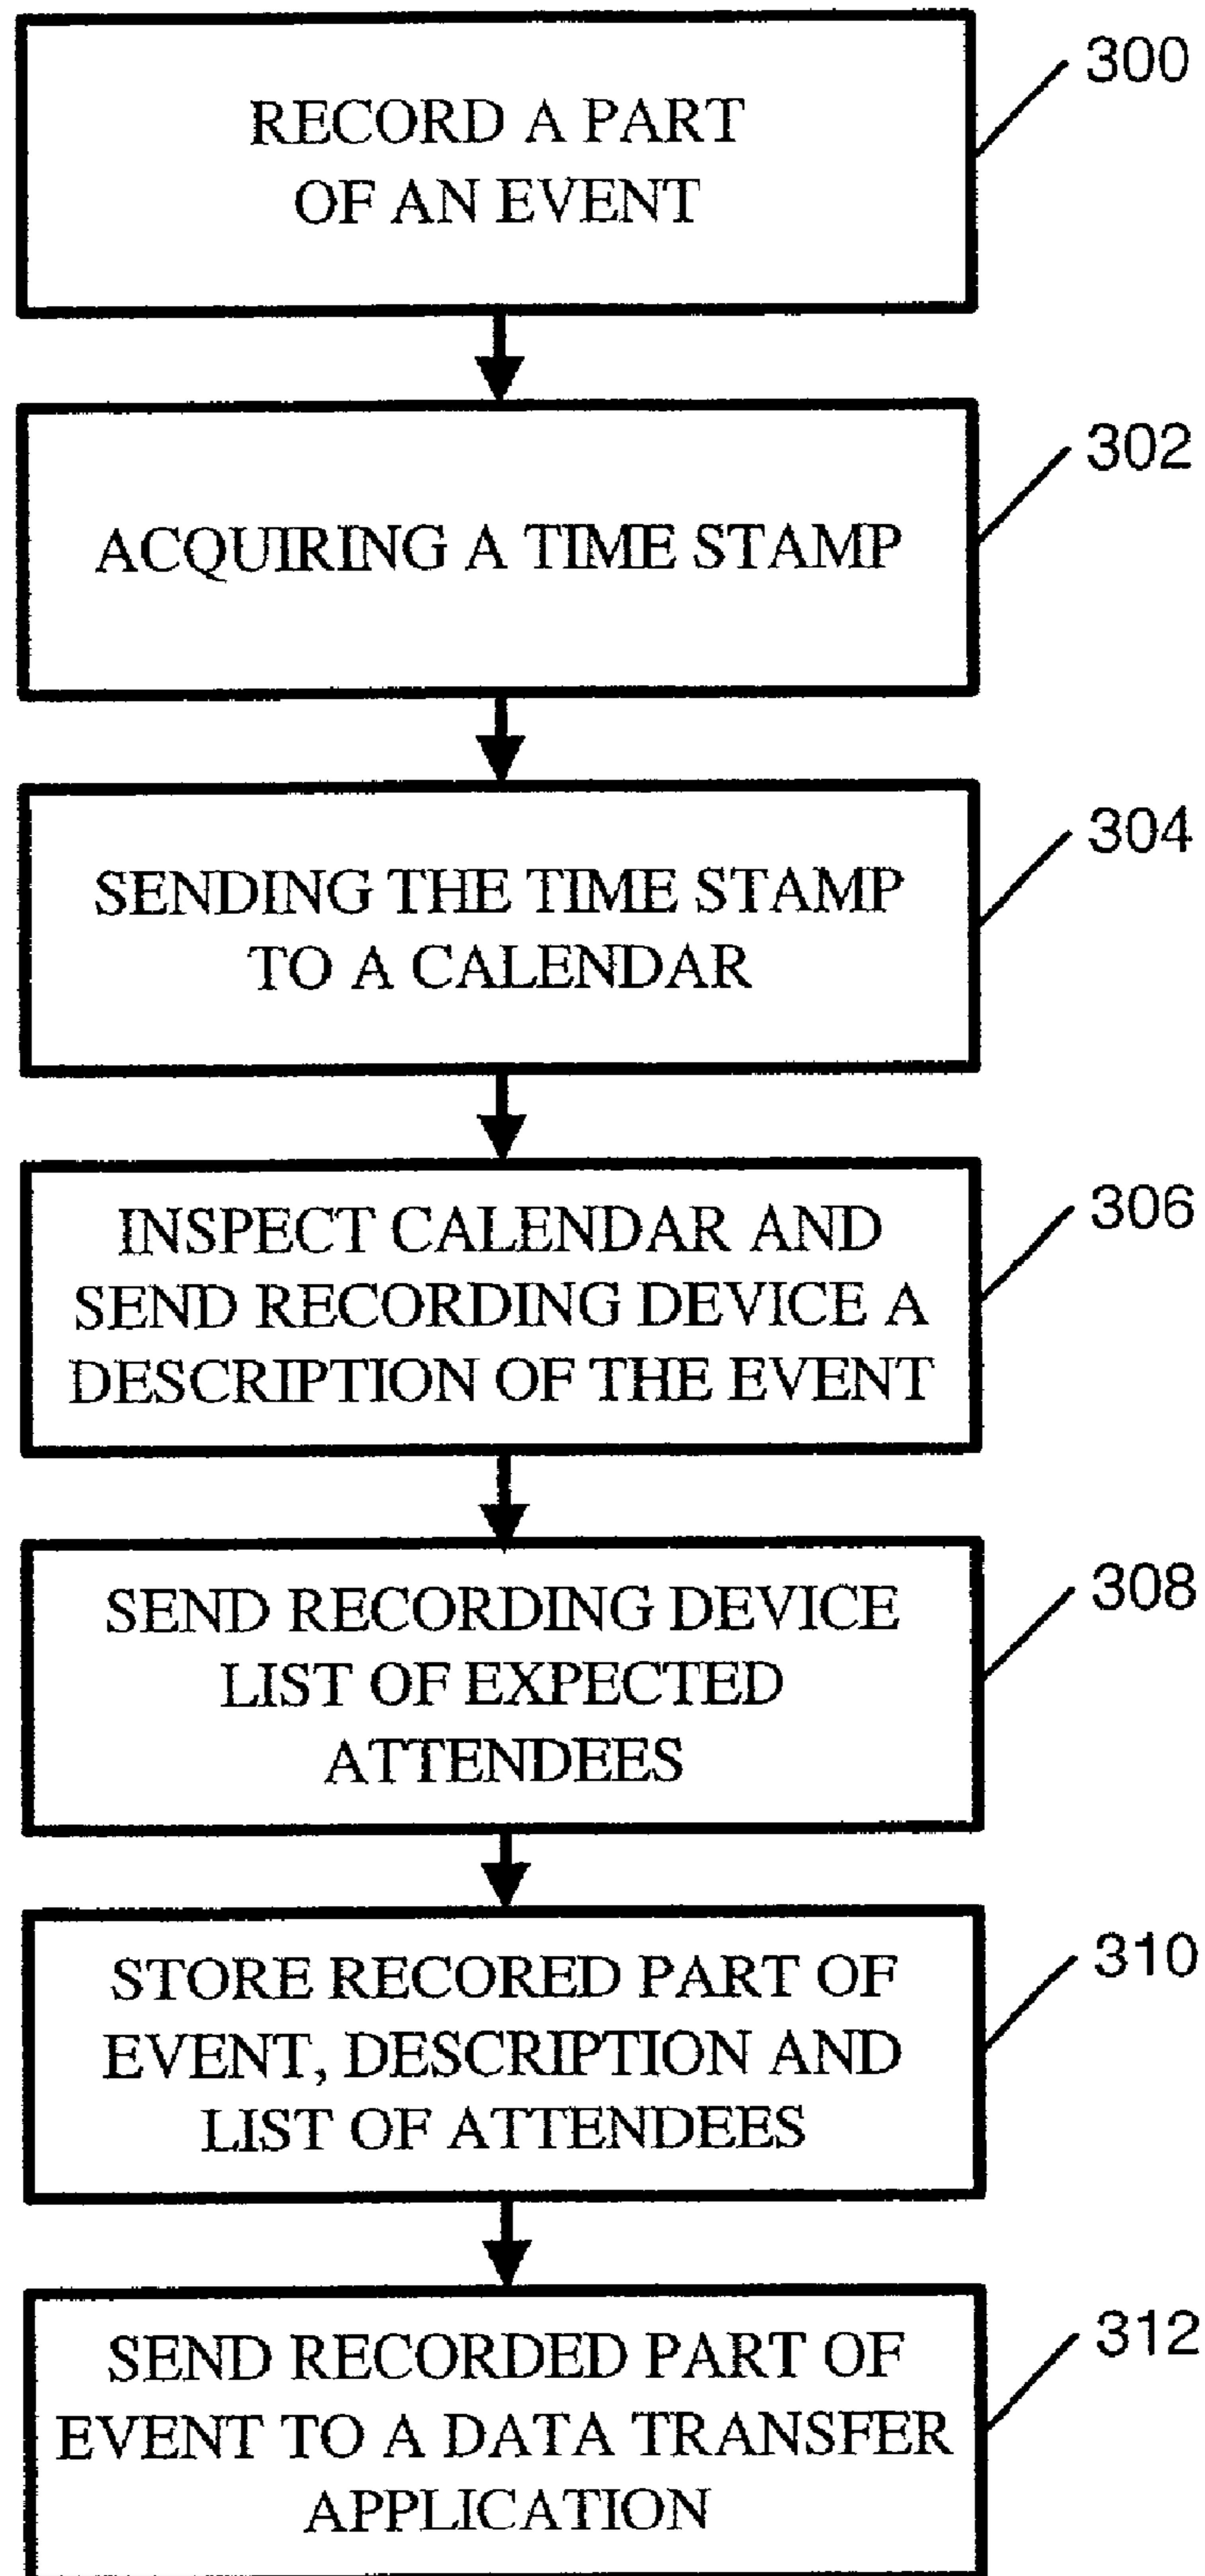 RECORD A PART
OF AN EVENT
300
ACQUIRING A TIME STAMP
302
SENDING THE TIME STAMP
TO A CALENDAR
304
INSPECT CALENDAR AND
SEND RECORDING DEVICE A
DESCRIPTION OF THE EVENT
306
SEND RECORDING DEVICE
LIST OF EXPECTED
ATTENDEES
308
STORE RECORED PART OF
EVENT, DESCRIPTION AND
LIST OF ATTENDEES
310
SEND RECORDED PART OF
EVENT TO A DATA TRANSFER
APPLICATION
312